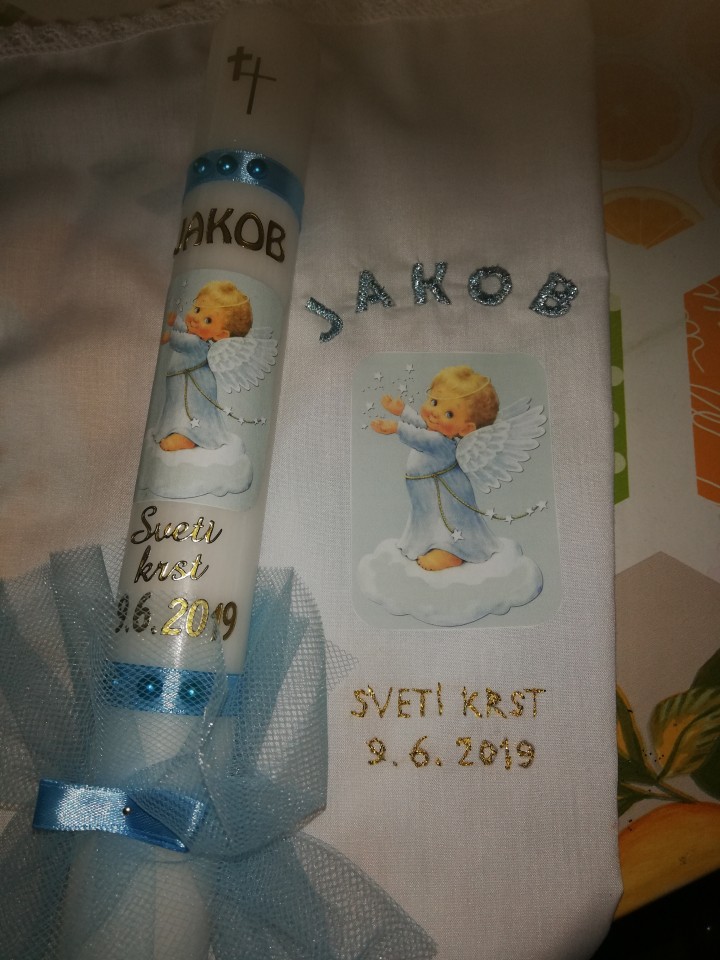 JAKOB
Sveti
krst
9.6.2019
JAKOB
SVETI KRST
9.6.2019